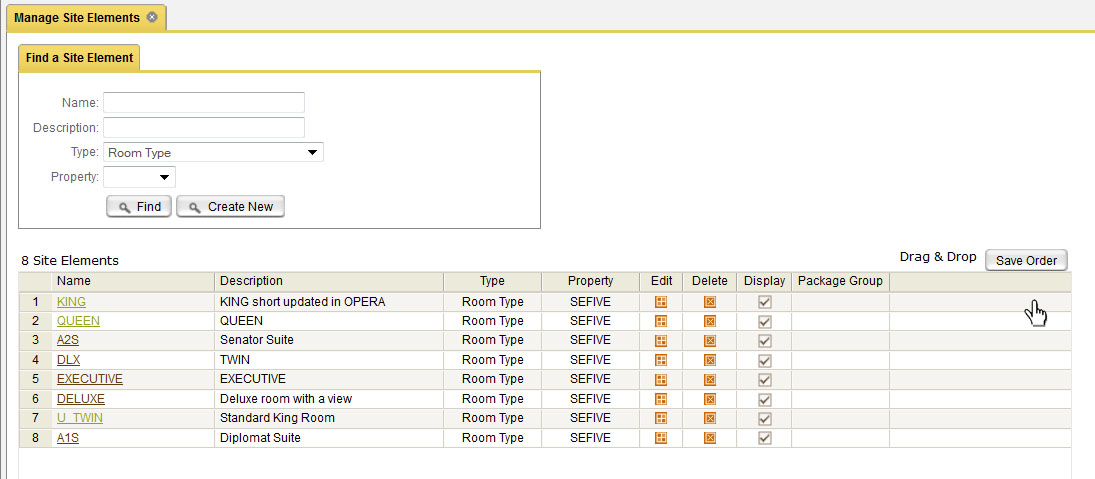 Manage Site Elements
Find a Site Element
Name:
Description:
Type: Room Type
Property:
Find Create New
8 Site Elements Drag & Drop Save Order
Name Description Type Property Edit Delete Display Package Group
1 KING KING short updated in OPERA Room Type SEFIVE
2 QUEEN QUEEN Room Type SEFIVE
3 A2S Senator Suite Room Type SEFIVE
4 DLX TWIN Room Type SEFIVE
5 EXECUTIVE EXECUTIVE Room Type SEFIVE
6 DELUXE Deluxe room with a view Room Type SEFIVE
7 U_TWIN Standard King Room Room Type SEFIVE
8 A1S Diplomat Suite Room Type SEFIVE